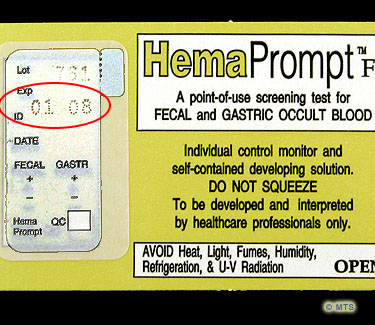 Lot 731
Exp
01 08
ID
DATE
FECAL GASTR
+ +
− −
Hema
Prompt QC
HemaPrompt™ F
A point-of-use screening test for
FECAL and GASTRIC OCCULT BLOOD
Individual control monitor and
self-contained developing solution.
DO NOT SQUEEZE
To be developed and interpreted
by healthcare professionals only.
AVOID Heat, Light, Fumes, Humidity,
Refrigeration, & U-V Radiation
OPEN
© MTS